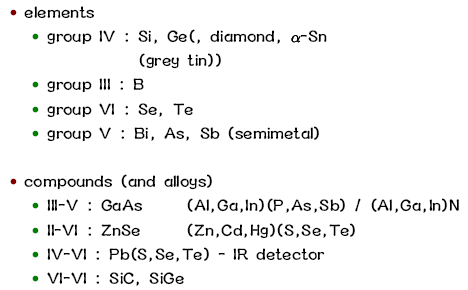 • elements
• group IV : Si, Ge(, diamond, α-Sn
(grey tin))
• group III : B
• group VI : Se, Te
• group V : Bi, As, Sb (semimetal)
• compounds (and alloys)
• III-V : GaAs (Al,Ga,In)(P,As,Sb) / (Al,Ga,In)N
• II-VI : ZnSe (Zn,Cd,Hg)(S,Se,Te)
• IV-VI : Pb(S,Se,Te) - IR detector
• VI-VI : SiC, SiGe